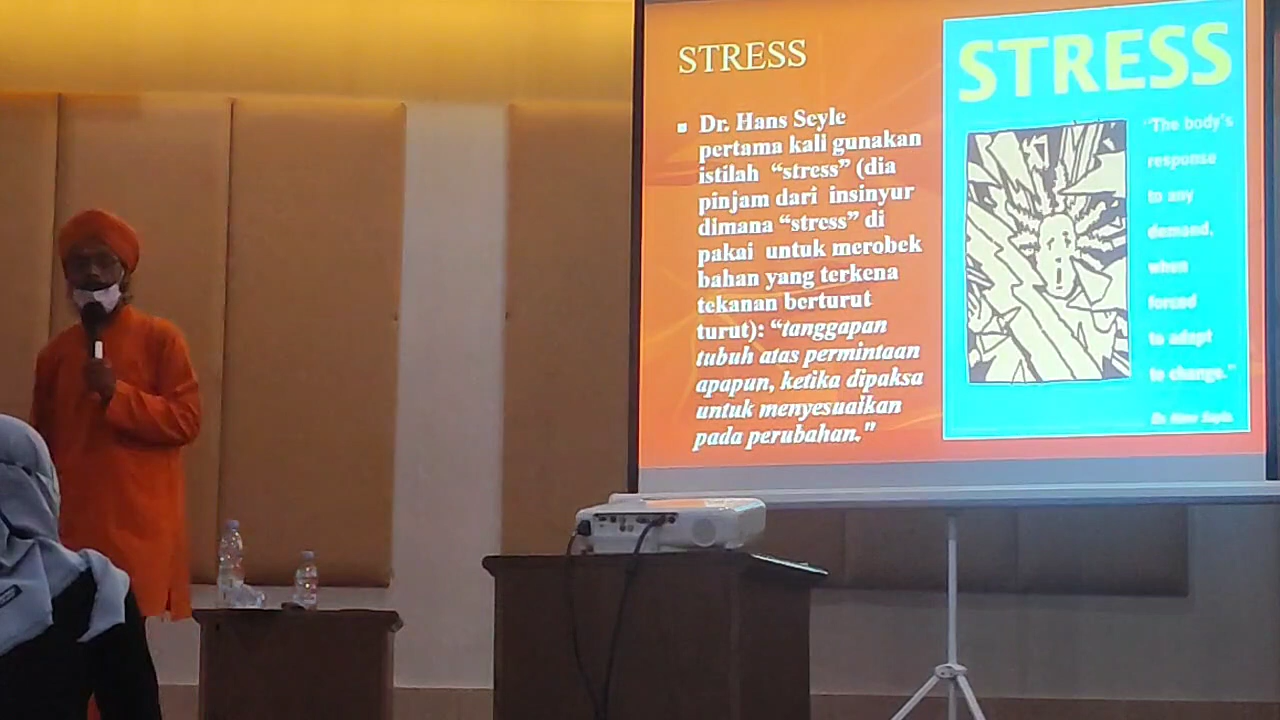 STRESS
▪ Dr. Hans Seyle
pertama kali gunakan
istilah "stress" (dia
pinjam dari insinyur
dimana "stress" di
pakai untuk merobek
bahan yang terkena
tekanan berturut
turut): "tanggapan
tubuh atas permintaan
apapun, ketika dipaksa
untuk menyesuaikan
pada perubahan."
STRESS
"The body's
response
to any
demand,
when
forced
to adapt
to change."